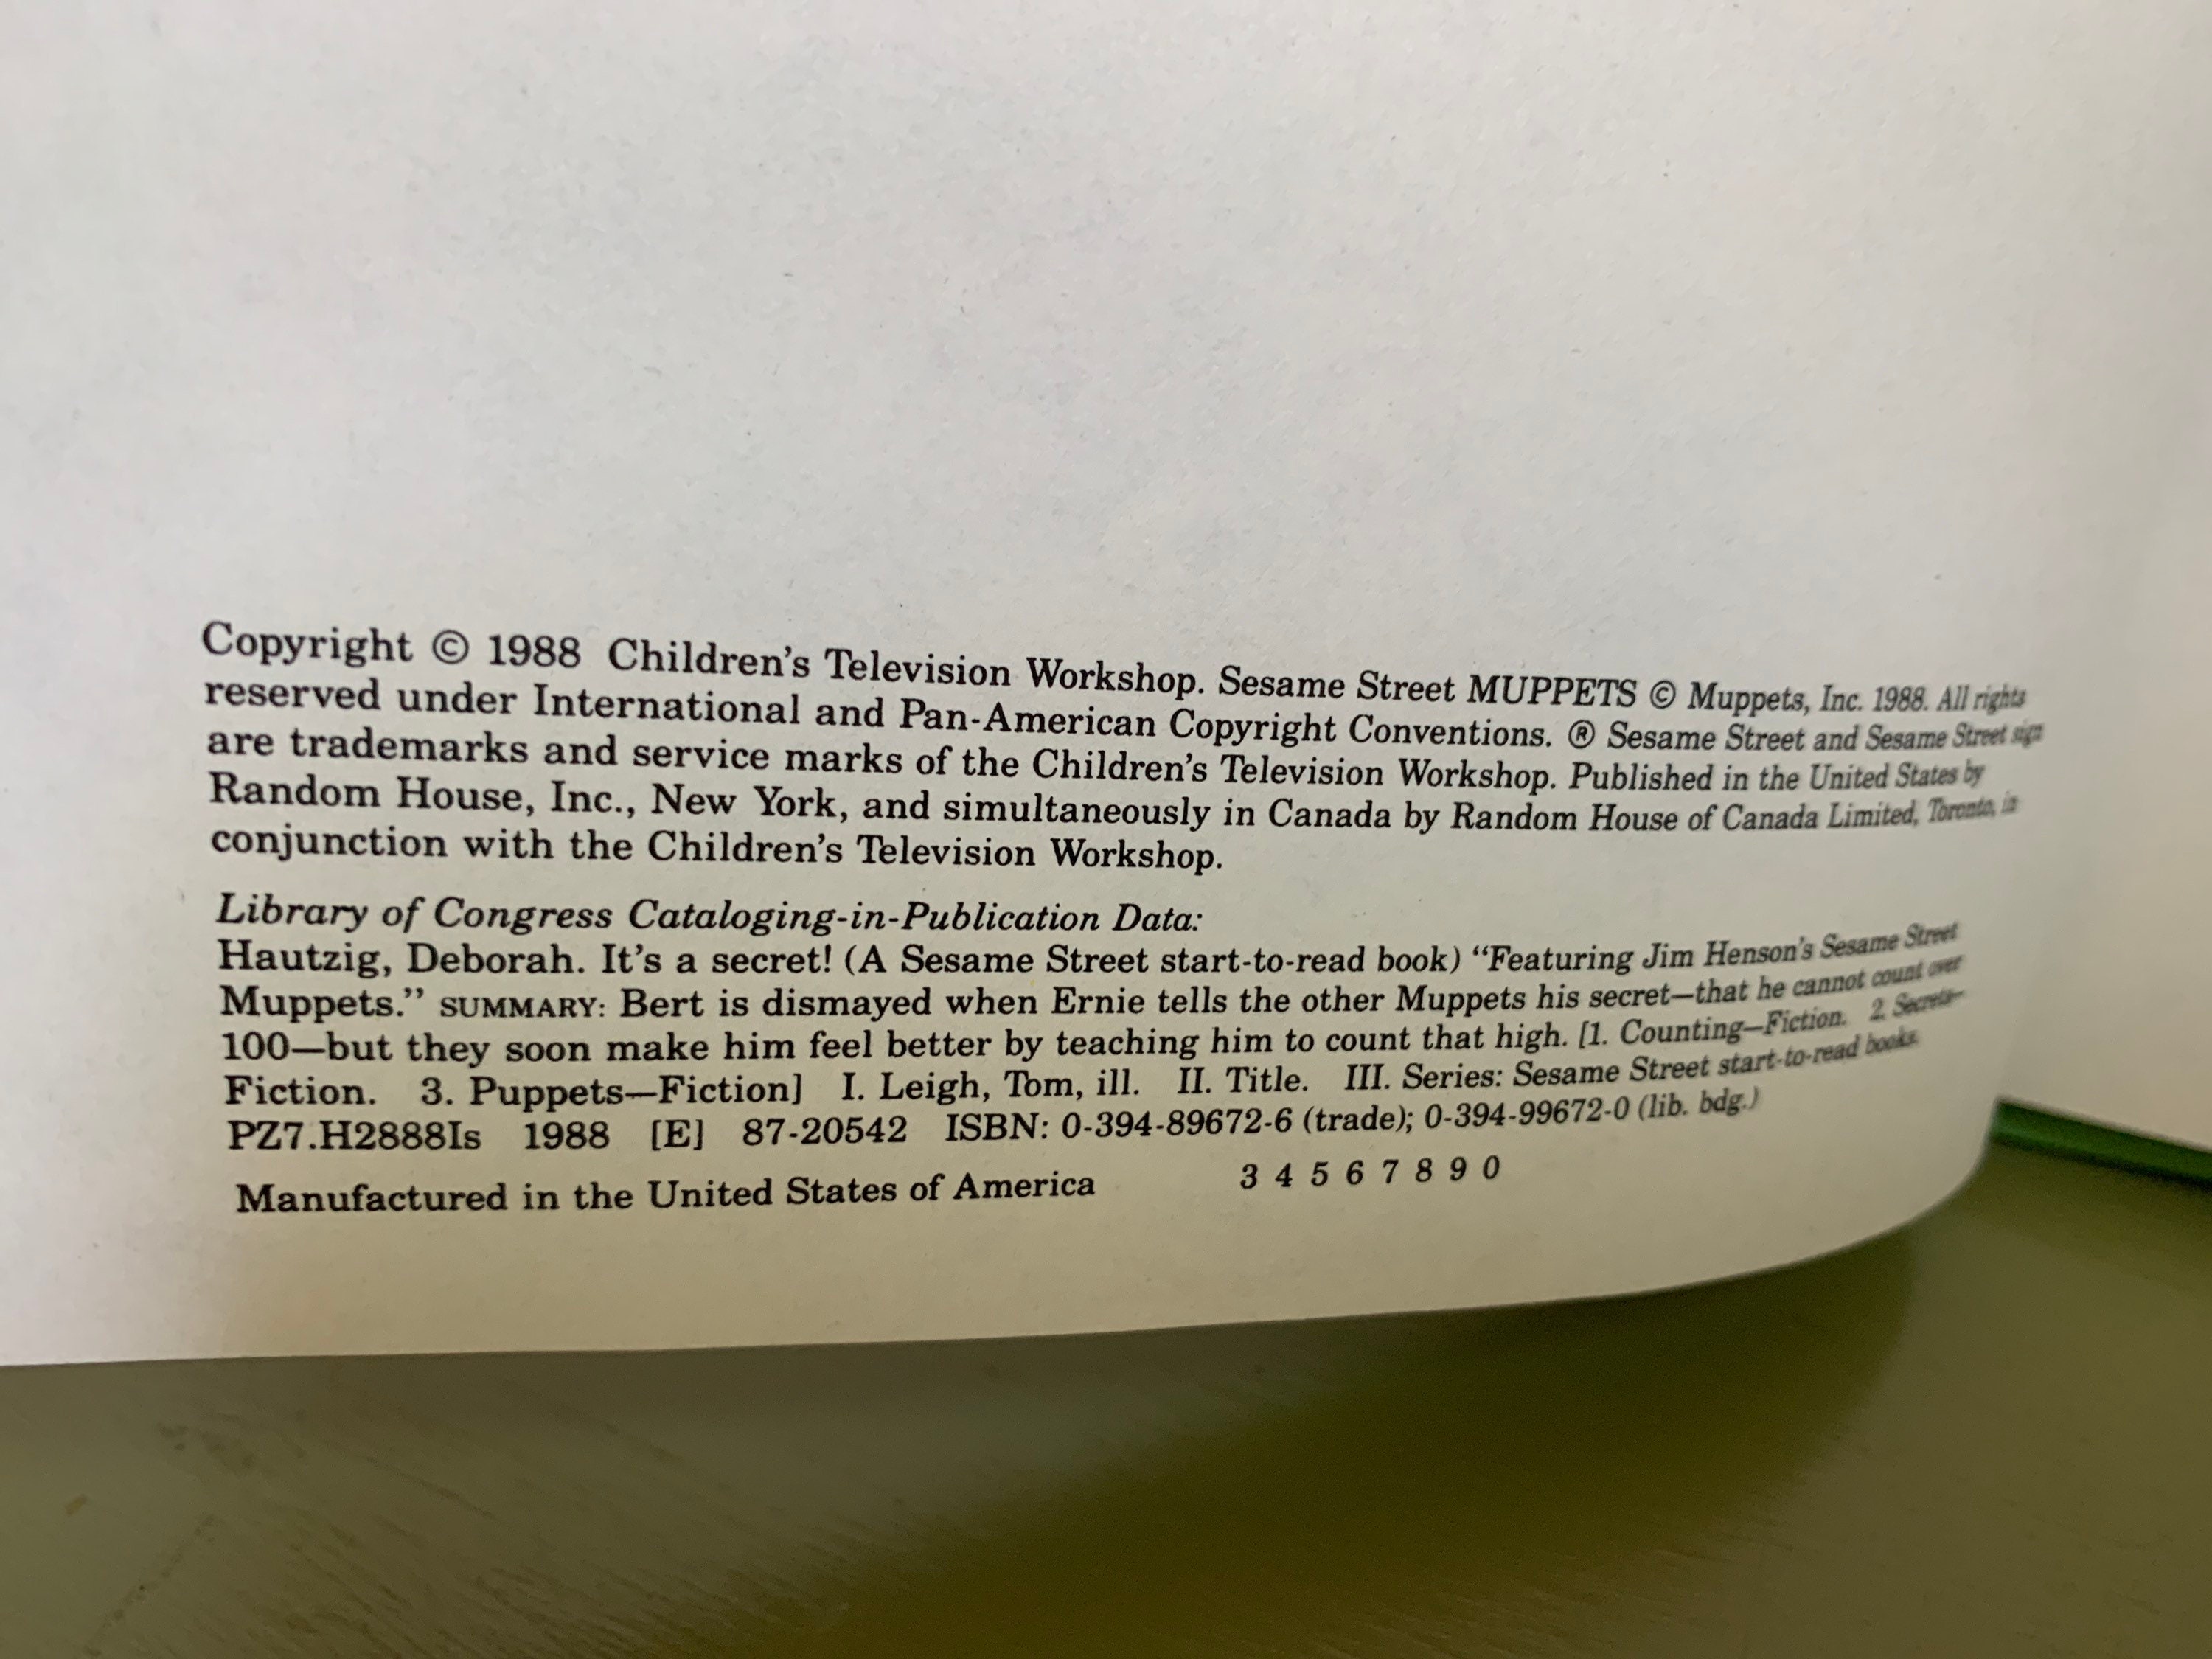 Copyright © 1988 Children's Television Workshop. Sesame Street MUPPETS © Muppets, Inc. 1988. All rights
reserved under International and Pan-American Copyright Conventions. ® Sesame Street and Sesame Street sign
are trademarks and service marks of the Children's Television Workshop. Published in the United States by
Random House, Inc., New York, and simultaneously in Canada by Random House of Canada Limited, Toronto, in
conjunction with the Children's Television Workshop.
Library of Congress Cataloging-in-Publication Data:
Hautzig, Deborah. It's a secret! (A Sesame Street start-to-read book) “Featuring Jim Henson's Sesame Street
Muppets.” SUMMARY: Bert is dismayed when Ernie tells the other Muppets his secret—that he cannot count over
100—but they soon make him feel better by teaching him to count that high. [1. Counting—Fiction. 2. Secrets—
Fiction. 3. Puppets—Fiction] I. Leigh, Tom, ill. II. Title. III. Series: Sesame Street start-to-read books.
PZ7.H2888Is 1988 [E] 87-20542 ISBN: 0-394-89672-6 (trade); 0-394-99672-0 (lib. bdg.)
Manufactured in the United States of America 3 4 5 6 7 8 9 0